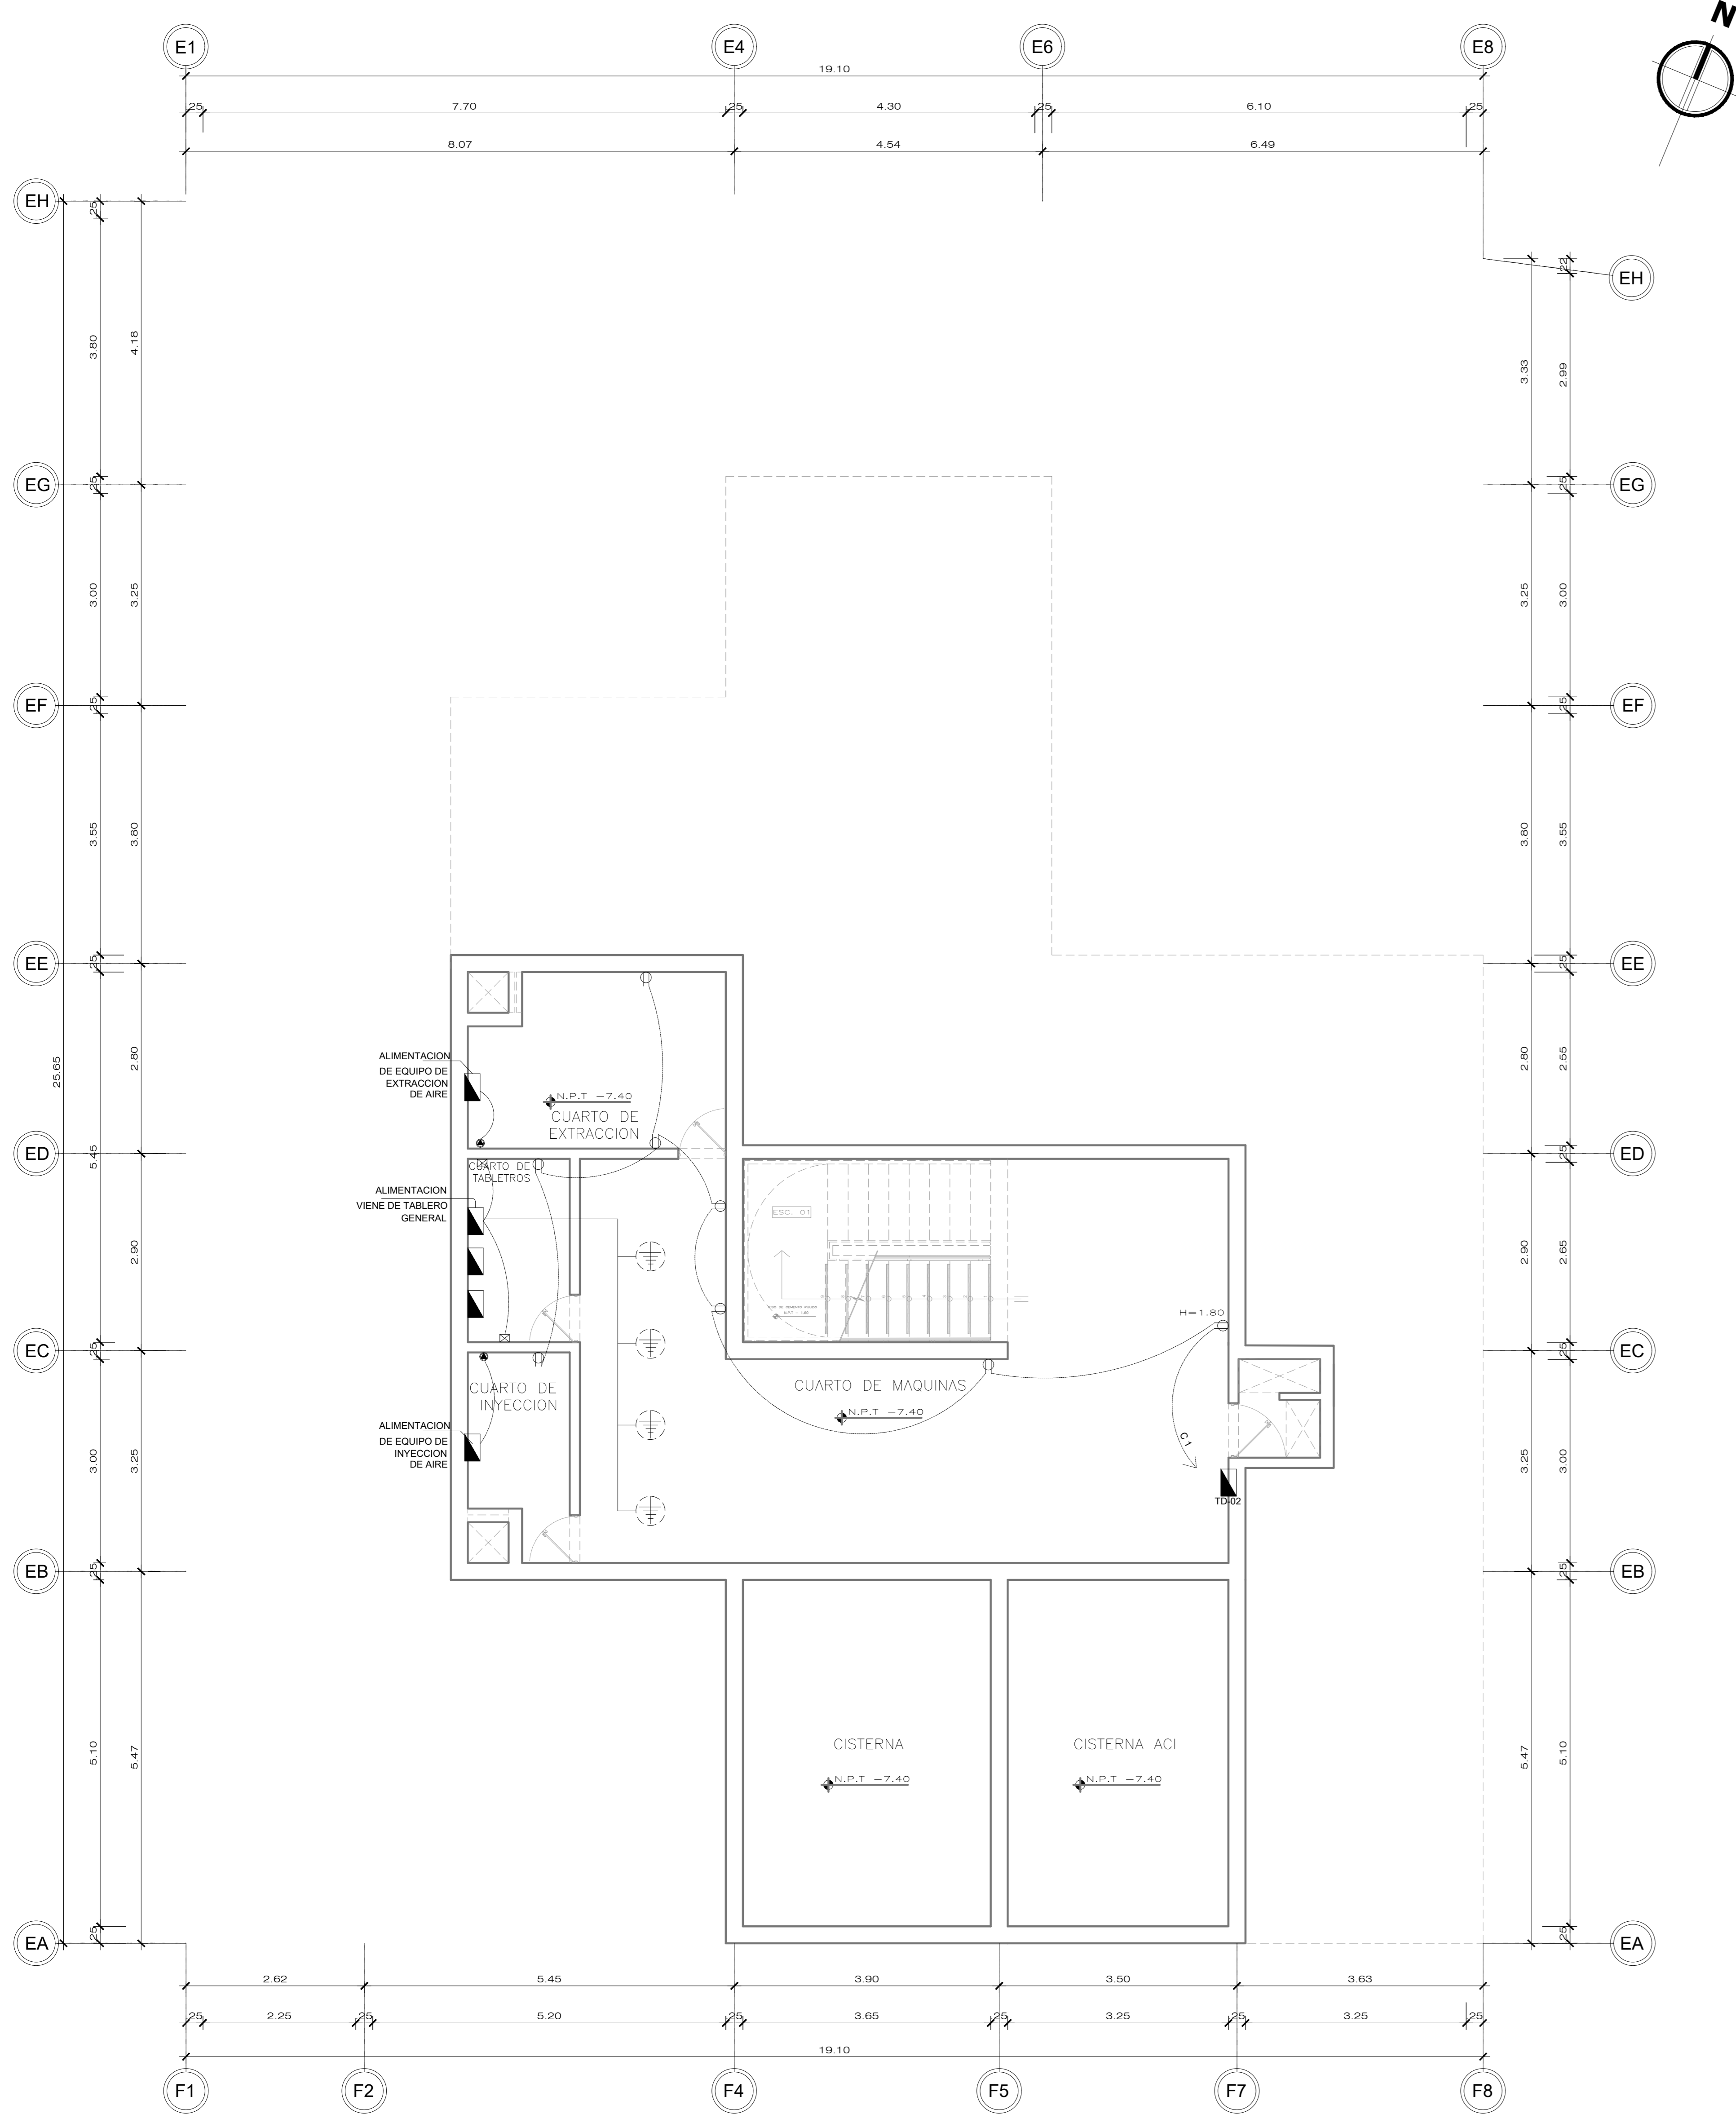 N
E1
E4
E6
E8
19.10
.25
7.70
.25
4.30
.25
6.10
.25
8.07
4.54
6.49
EH
EH
.25
3.80
4.18
.22
3.33
2.99
EG
.25
.25
EG
3.00
3.25
3.25
3.00
EF
.25
.25
EF
3.55
3.80
3.80
3.55
EE
.25
.25
EE
25.65
2.80
2.80
2.55
ALIMENTACION
DE EQUIPO DE
EXTRACCION
DE AIRE
N.P.T -7.40
CUARTO DE
EXTRACCION
ED
5.45
.25
ED
CUARTO DE
TABLETROS
ALIMENTACION
VIENE DE TABLERO
GENERAL
ESC. 01
2.90
2.90
2.65
H=1.80
EC
.25
.25
EC
CUARTO DE
INYECCION
CUARTO DE MAQUINAS
N.P.T -7.40
ALIMENTACION
DE EQUIPO DE
INYECCION
DE AIRE
C1
3.00
3.25
3.25
3.00
TD-02
EB
.25
.25
EB
CISTERNA
CISTERNA ACI
5.10
5.47
5.47
5.10
N.P.T -7.40
N.P.T -7.40
EA
.25
.25
EA
2.62
5.45
3.90
3.50
3.63
.25
2.25
.25
5.20
.25
3.65
.25
3.25
.25
3.25
.25
19.10
F1
F2
F4
F5
F7
F8